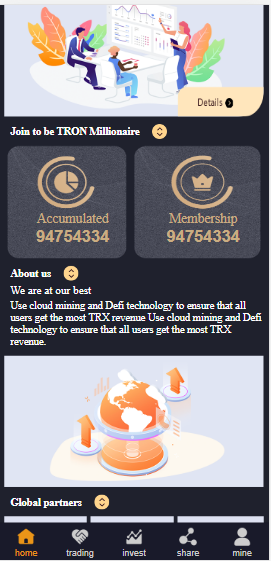 Details
Join to be TRON Millionaire
Accumulated
94754334
Membership
94754334
About us
We are at our best
Use cloud mining and Defi technology to ensure that all
users get the most TRX revenue Use cloud mining and Defi
technology to ensure that all users get the most TRX
revenue.
Global partners
home
trading
invest
share
mine